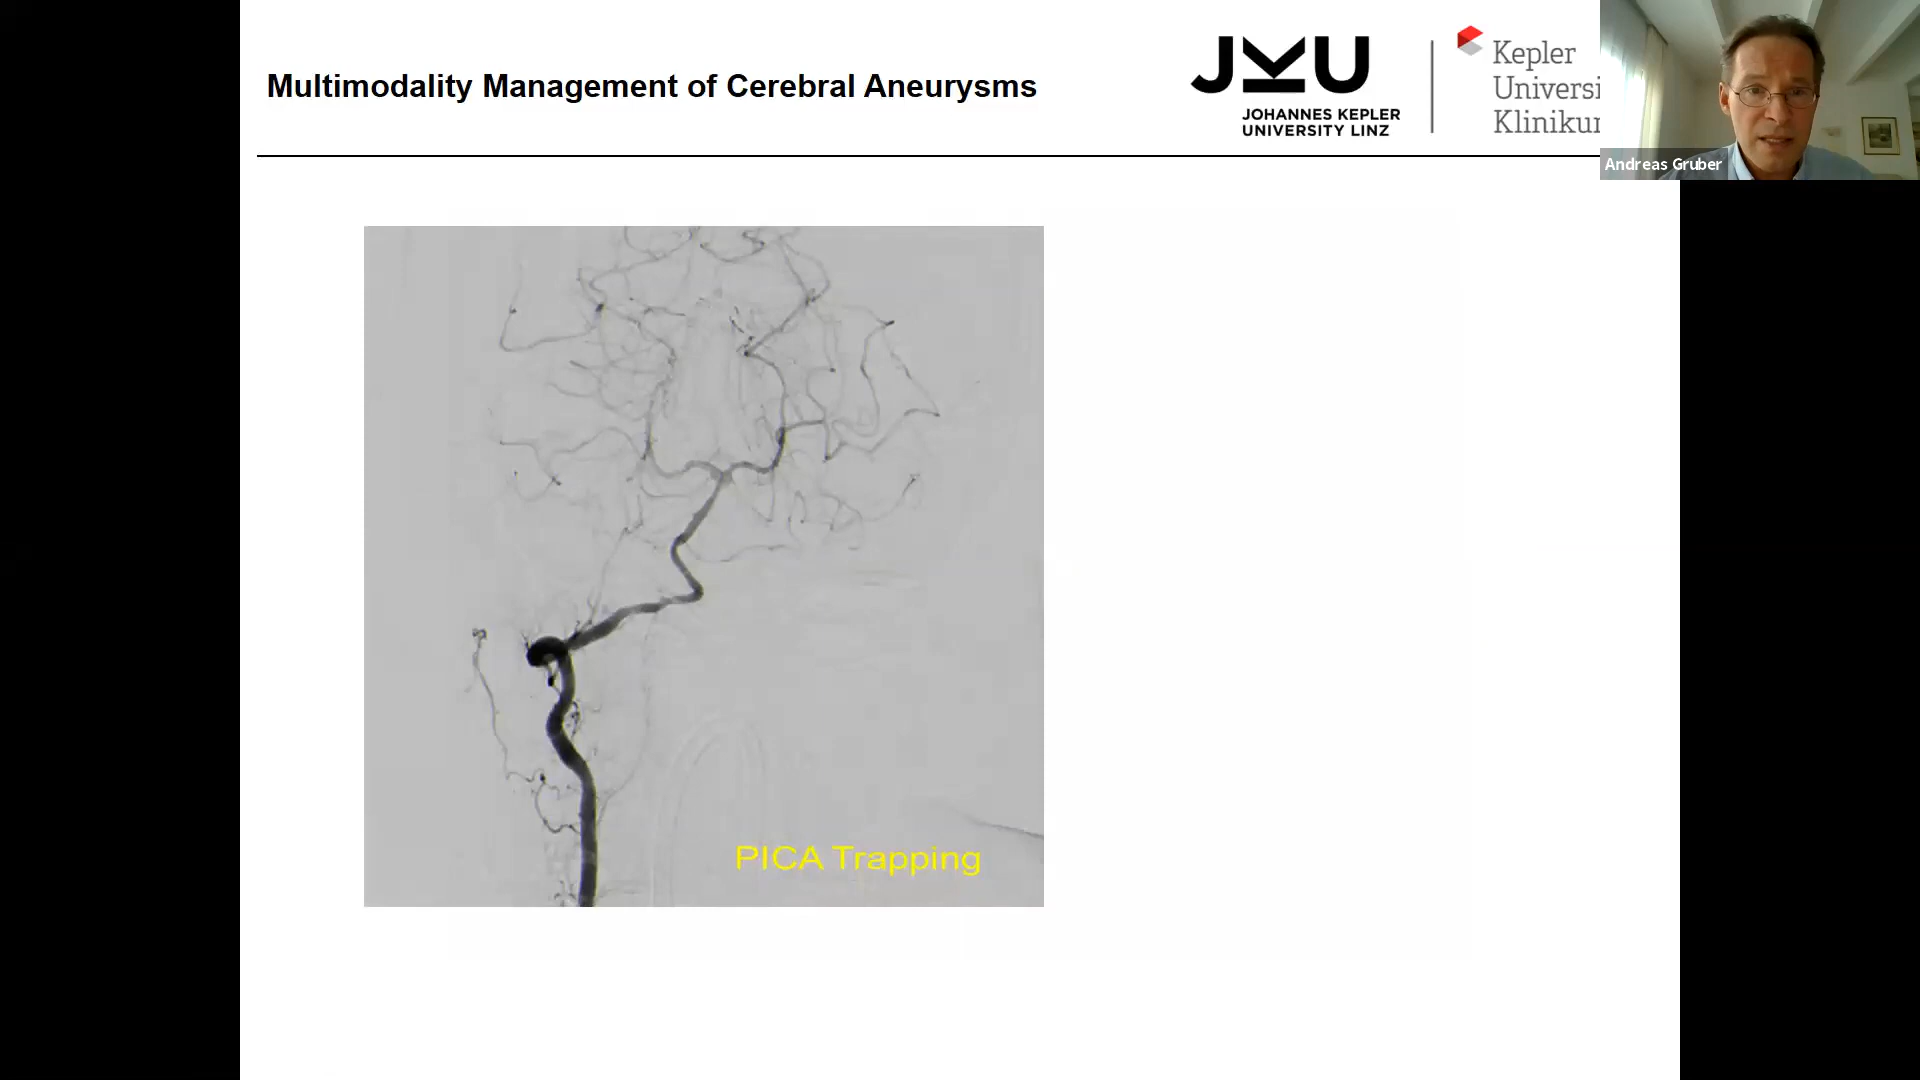 Multimodality Management of Cerebral Aneurysms
JKU
JOHANNES KEPLER
UNIVERSITY LINZ
Kepler
Universi
Klinikur
Andreas Gruber
PICA Trapping